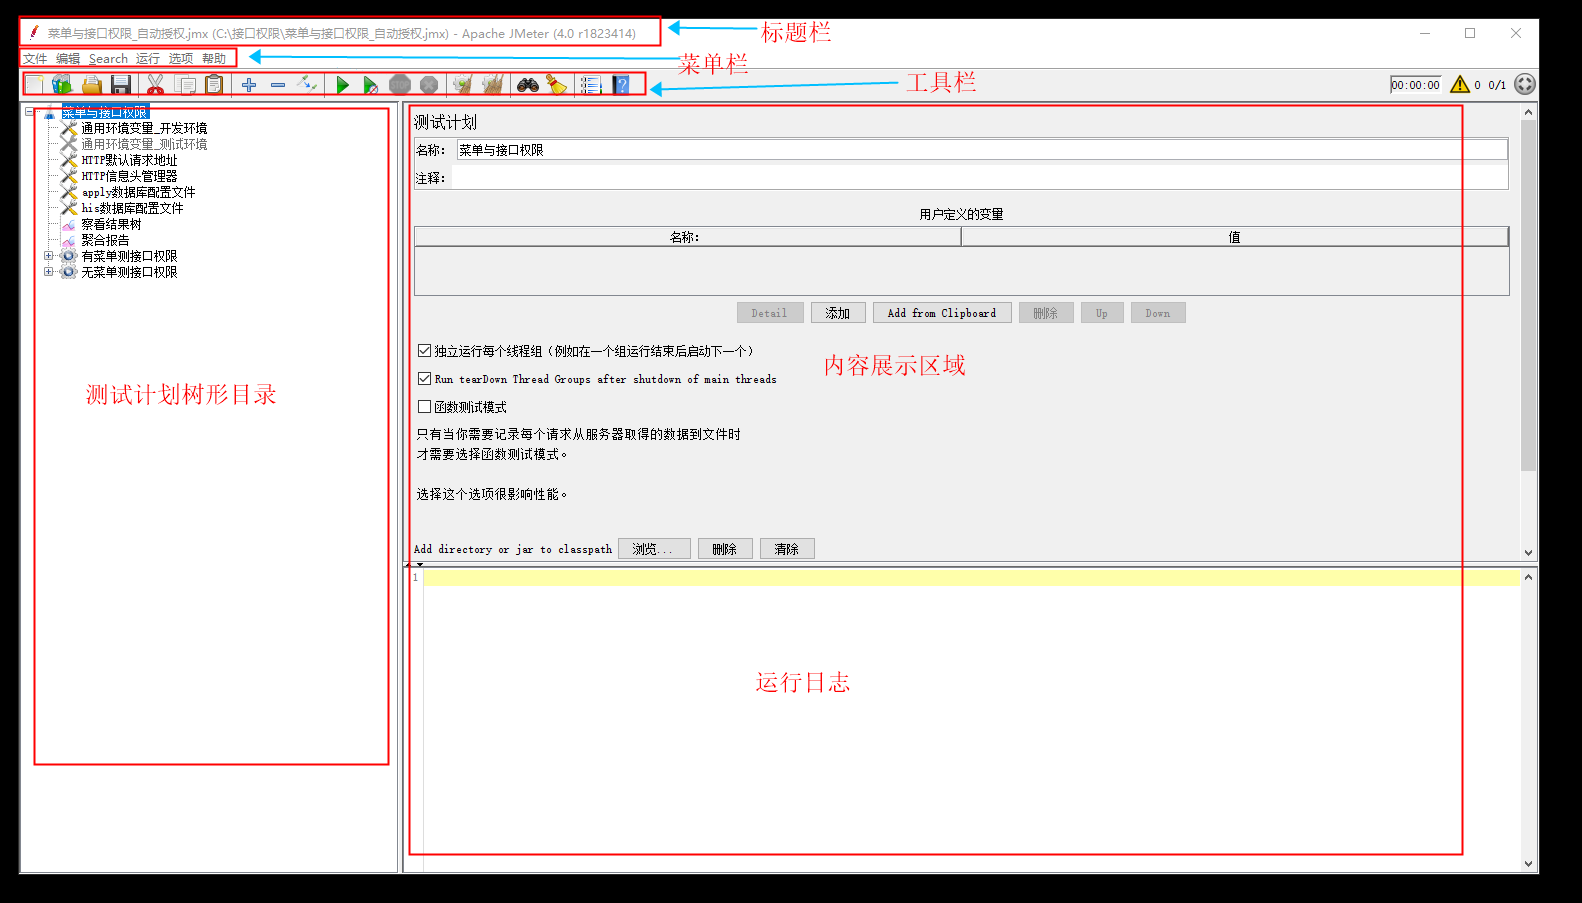 菜单与接口权限_自动授权.jmx (C:\接口权限\菜单与接口权限_自动授权.jmx) - Apache JMeter (4.0 r1823414)
标题栏
文件 编辑 Search 运行 选项 帮助
菜单栏
工具栏
00:00:00 0 0/1
菜单与接口权限
通用环境变量_开发环境
通用环境变量_测试环境
HTTP默认请求地址
HTTP信息头管理器
apply数据库配置文件
his数据库配置文件
察看结果树
聚合报告
有菜单测接口权限
无菜单测接口权限
测试计划树形目录
测试计划
名称: 菜单与接口权限
注释:
用户定义的变量
名称: 值
Detail 添加 Add from Clipboard 删除 Up Down
独立运行每个线程组（例如在一个组运行结束后启动下一个）
内容展示区域
Run tearDown Thread Groups after shutdown of main threads
函数测试模式
只有当你需要记录每个请求从服务器取得的数据到文件时
才需要选择函数测试模式。
选择这个选项很影响性能。
Add directory or jar to classpath 浏览... 删除 清除
1
运行日志